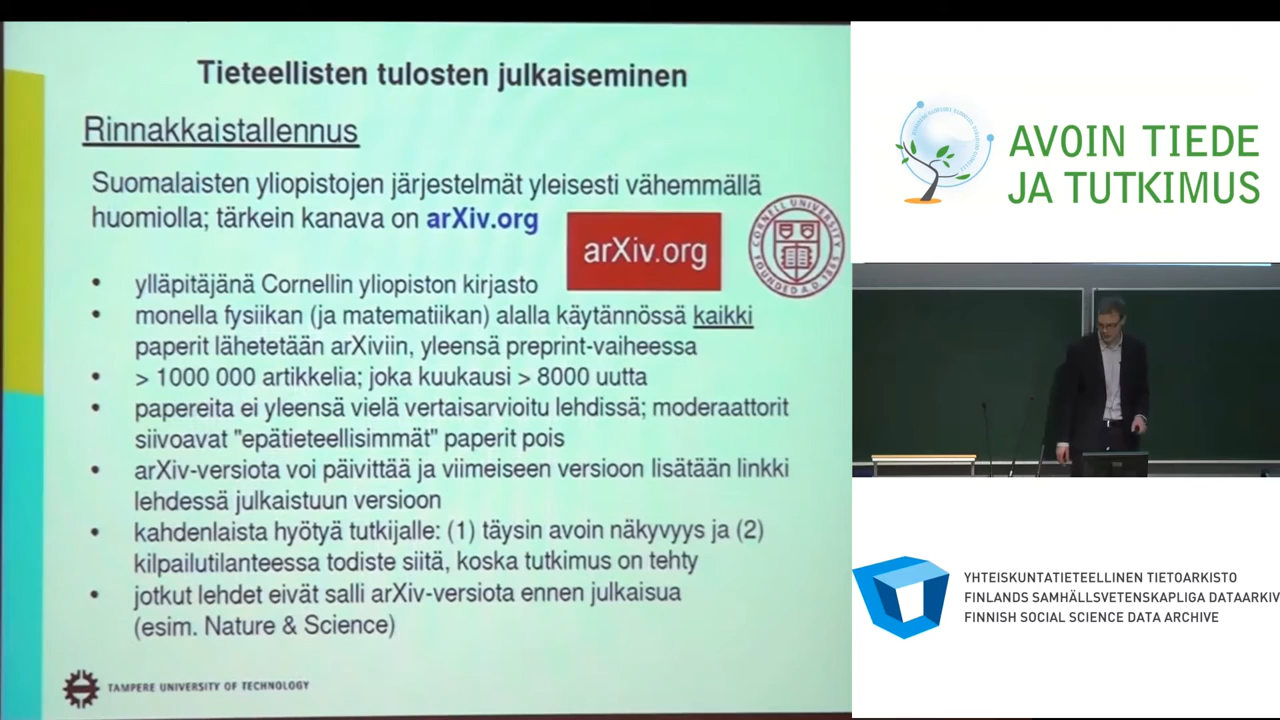 Tieteellisten tulosten julkaiseminen
Rinnakkaistallennus
Suomalaisten yliopistojen järjestelmät yleisesti vähemmällä
huomiolla; tärkein kanava on arXiv.org
arXiv.org
CORNELL UNIVERSITY
FOUNDED A.D. 1865
• ylläpitäjänä Cornellin yliopiston kirjasto
• monella fysiikan (ja matematiikan) alalla käytännössä kaikki
paperit lähetetään arXiviin, yleensä preprint-vaiheessa
• > 1000 000 artikkelia; joka kuukausi > 8000 uutta
• papereita ei yleensä vielä vertaisarvioitu lehdissä; moderaattorit
siivoavat "epätieteellisimmät" paperit pois
• arXiv-versiota voi päivittää ja viimeiseen versioon lisätään linkki
lehdessä julkaistuun versioon
• kahdenlaista hyötyä tutkijalle: (1) täysin avoin näkyvyys ja (2)
kilpailutilanteessa todiste siitä, koska tutkimus on tehty
• jotkut lehdet eivät salli arXiv-versiota ennen julkaisua
(esim. Nature & Science)
TAMPERE UNIVERSITY OF TECHNOLOGY
AVOIN TIEDE
JA TUTKIMUS
YHTEISKUNTATIETEELLINEN TIETOARKISTO
FINLANDS SAMHÄLLSVETENSKAPLIGA DATAARKIV
FINNISH SOCIAL SCIENCE DATA ARCHIVE